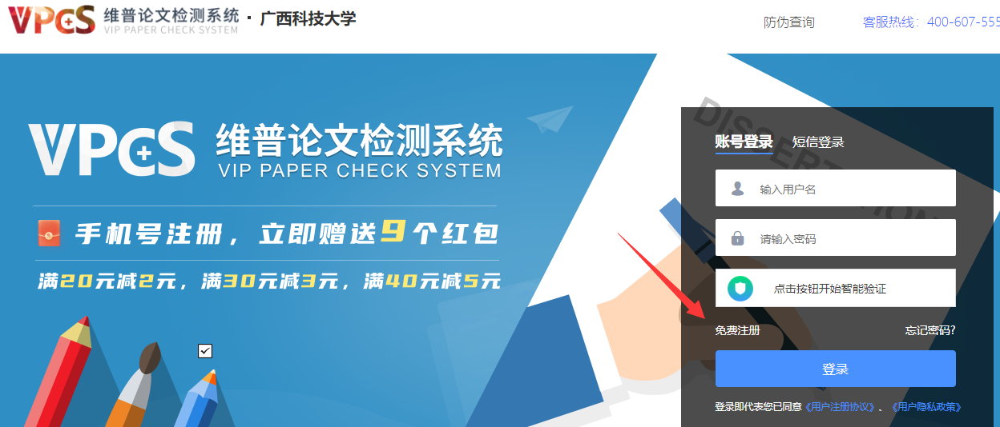 VPCS 维普论文检测系统 · 广西科技大学
VIP PAPER CHECK SYSTEM
防伪查询
客服热线：400-607-555
VPCS 维普论文检测系统
VIP PAPER CHECK SYSTEM
手机号注册，立即赠送9个红包
满20元减2元，满30元减3元，满40元减5元
DISSERTATION
账号登录 短信登录
输入用户名
请输入密码
点击按钮开始智能验证
免费注册 忘记密码?
登录
登录即代表您已同意《用户注册协议》、《用户隐私政策》